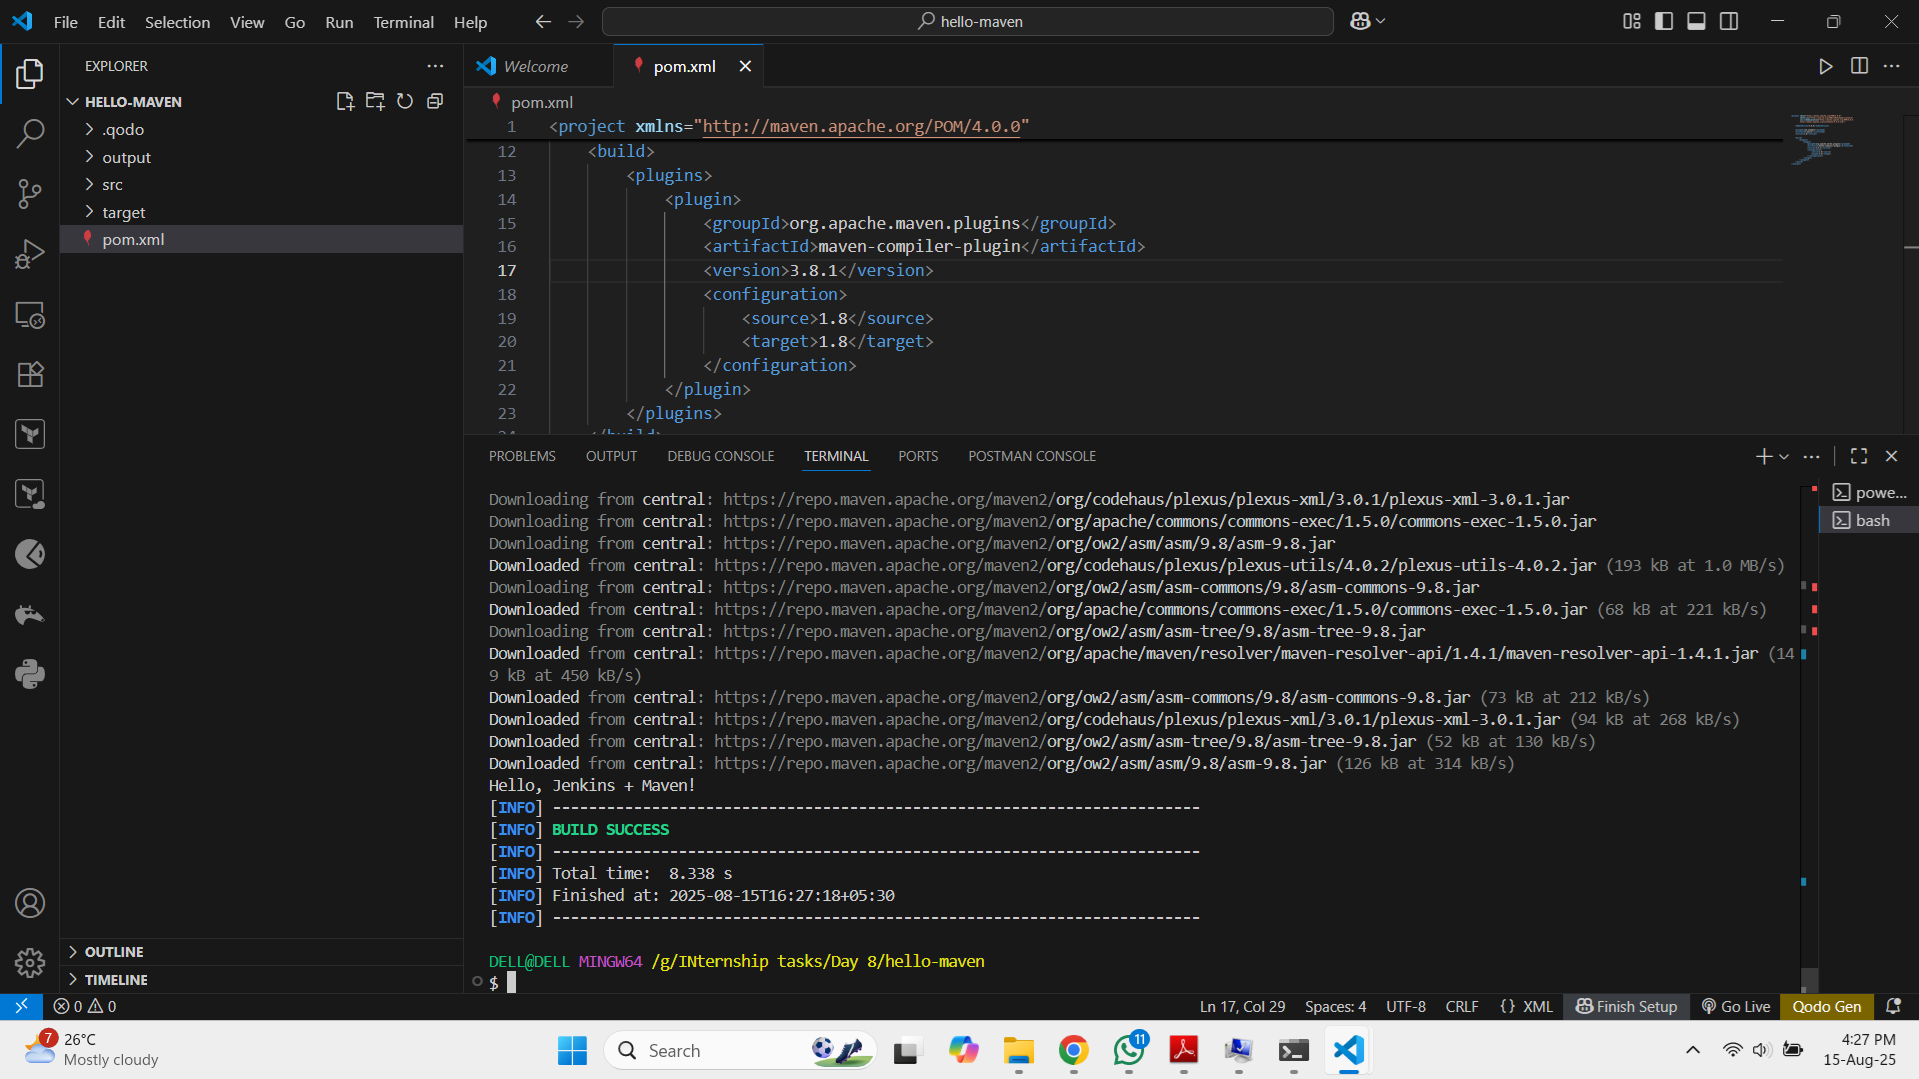 File Edit Selection View Go Run Terminal Help
hello-maven
EXPLORER
HELLO-MAVEN
.qodo
output
src
target
pom.xml
OUTLINE
TIMELINE
Welcome
pom.xml
pom.xml
1 <project xmlns="http://maven.apache.org/POM/4.0.0"
12 <build>
13 <plugins>
14 <plugin>
15 <groupId>org.apache.maven.plugins</groupId>
16 <artifactId>maven-compiler-plugin</artifactId>
17 <version>3.8.1</version>
18 <configuration>
19 <source>1.8</source>
20 <target>1.8</target>
21 </configuration>
22 </plugin>
23 </plugins>
24 </build>
PROBLEMS OUTPUT DEBUG CONSOLE TERMINAL PORTS POSTMAN CONSOLE
powe...
bash
Downloading from central: https://repo.maven.apache.org/maven2/org/codehaus/plexus/plexus-xml/3.0.1/plexus-xml-3.0.1.jar
Downloading from central: https://repo.maven.apache.org/maven2/org/apache/commons/commons-exec/1.5.0/commons-exec-1.5.0.jar
Downloading from central: https://repo.maven.apache.org/maven2/org/ow2/asm/asm/9.8/asm-9.8.jar
Downloaded from central: https://repo.maven.apache.org/maven2/org/codehaus/plexus/plexus-utils/4.0.2/plexus-utils-4.0.2.jar (193 kB at 1.0 MB/s)
Downloading from central: https://repo.maven.apache.org/maven2/org/ow2/asm/asm-commons/9.8/asm-commons-9.8.jar
Downloaded from central: https://repo.maven.apache.org/maven2/org/apache/commons/commons-exec/1.5.0/commons-exec-1.5.0.jar (68 kB at 221 kB/s)
Downloading from central: https://repo.maven.apache.org/maven2/org/ow2/asm/asm-tree/9.8/asm-tree-9.8.jar
Downloaded from central: https://repo.maven.apache.org/maven2/org/apache/maven/resolver/maven-resolver-api/1.4.1/maven-resolver-api-1.4.1.jar (14
9 kB at 450 kB/s)
Downloaded from central: https://repo.maven.apache.org/maven2/org/ow2/asm/asm-commons/9.8/asm-commons-9.8.jar (73 kB at 212 kB/s)
Downloaded from central: https://repo.maven.apache.org/maven2/org/codehaus/plexus/plexus-xml/3.0.1/plexus-xml-3.0.1.jar (94 kB at 268 kB/s)
Downloaded from central: https://repo.maven.apache.org/maven2/org/ow2/asm/asm-tree/9.8/asm-tree-9.8.jar (52 kB at 130 kB/s)
Downloaded from central: https://repo.maven.apache.org/maven2/org/ow2/asm/asm/9.8/asm-9.8.jar (126 kB at 314 kB/s)
Hello, Jenkins + Maven!
[INFO] ------------------------------------------------------------------------
[INFO] BUILD SUCCESS
[INFO] ------------------------------------------------------------------------
[INFO] Total time:  8.338 s
[INFO] Finished at: 2025-08-15T16:27:18+05:30
[INFO] ------------------------------------------------------------------------
DELL@DELL MINGW64 /g/INternship tasks/Day 8/hello-maven
$
0 0 Ln 17, Col 29 Spaces: 4 UTF-8 CRLF {} XML Finish Setup Go Live Qodo Gen
7
26°C
Mostly cloudy
Search
11
4:27 PM
15-Aug-25